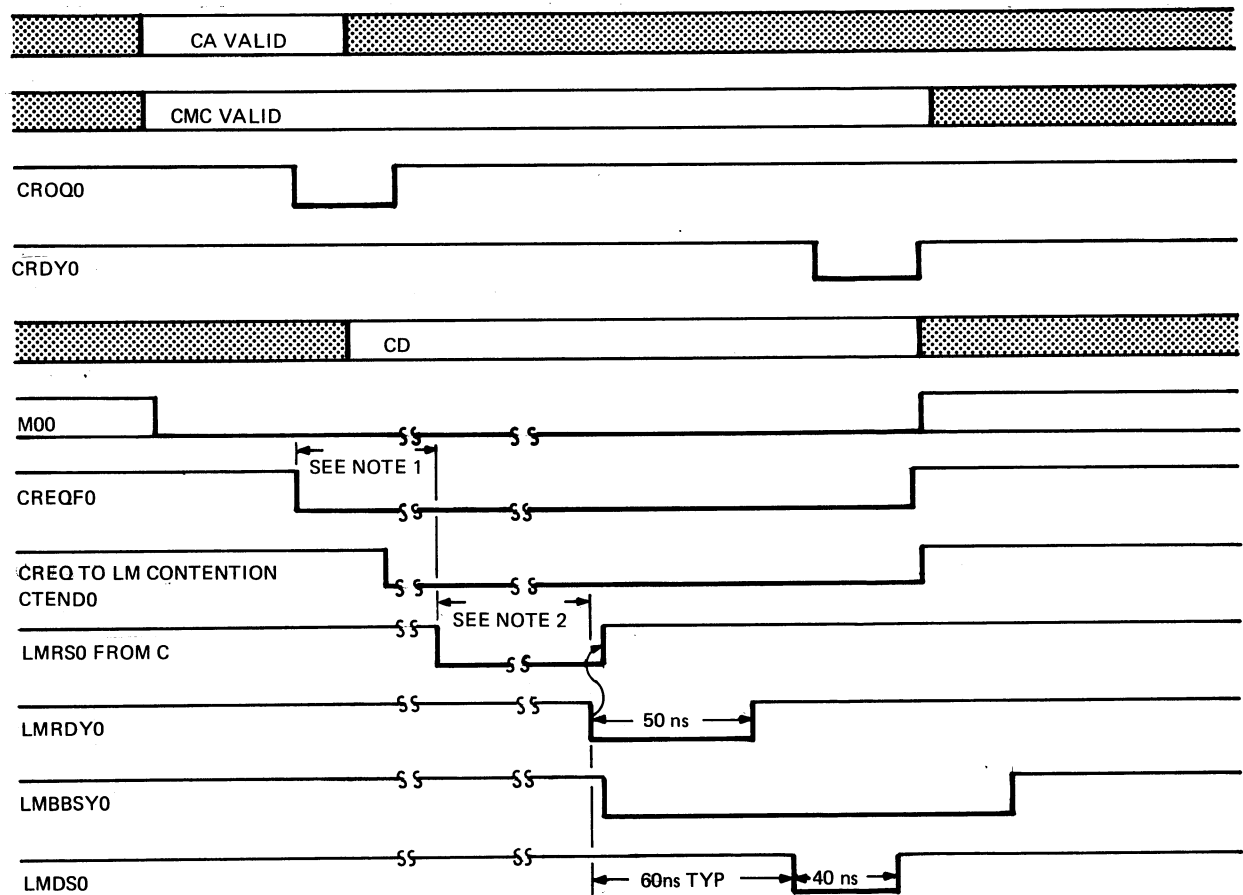 CA VALID
CMC VALID
CROQ0
CRDY0
CD
M00
SEE NOTE 1
CREQF0
CREQ TO LM CONTENTION
CTEND0
SEE NOTE 2
LMRS0 FROM C
50 ns
LMRDY0
LMBBSY0
60ns TYP
40 ns
LMDS0